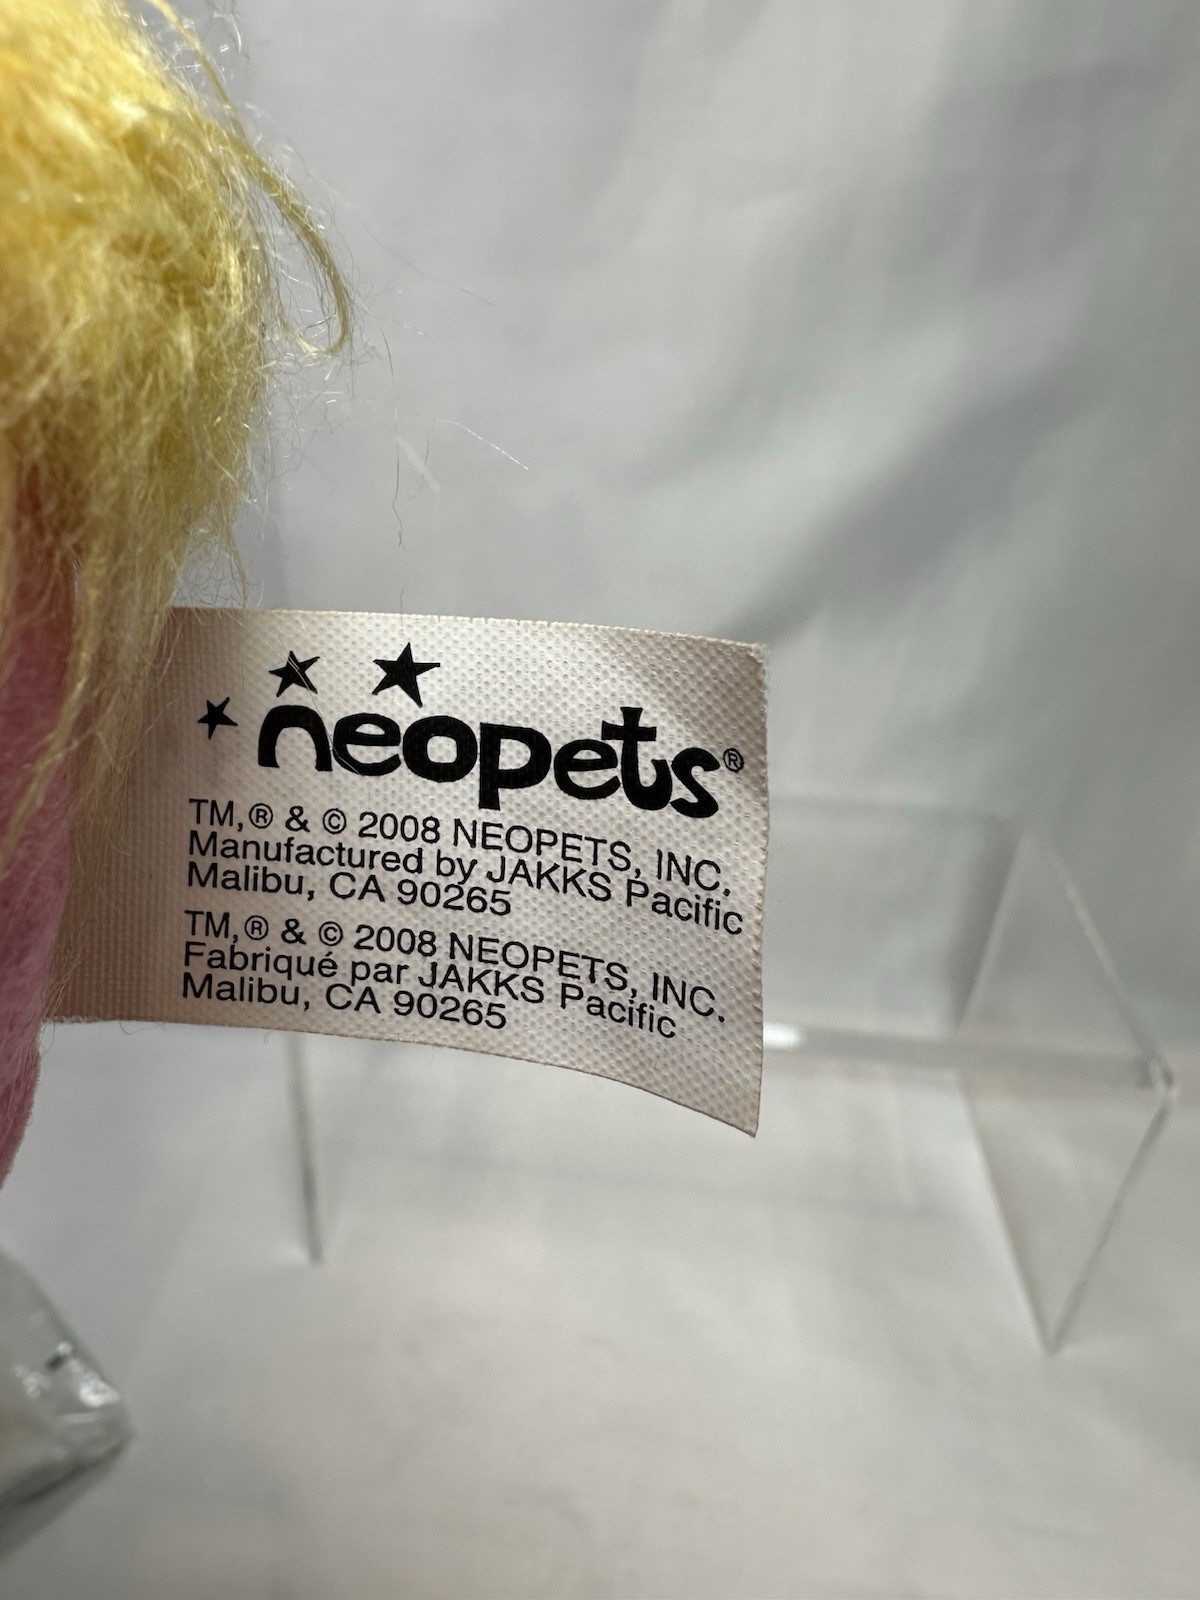 neopets®
TM,® & © 2008 NEOPETS, INC.
Manufactured by JAKKS Pacific
Malibu, CA 90265
TM,® & © 2008 NEOPETS, INC.
Fabriqué par JAKKS Pacific
Malibu, CA 90265